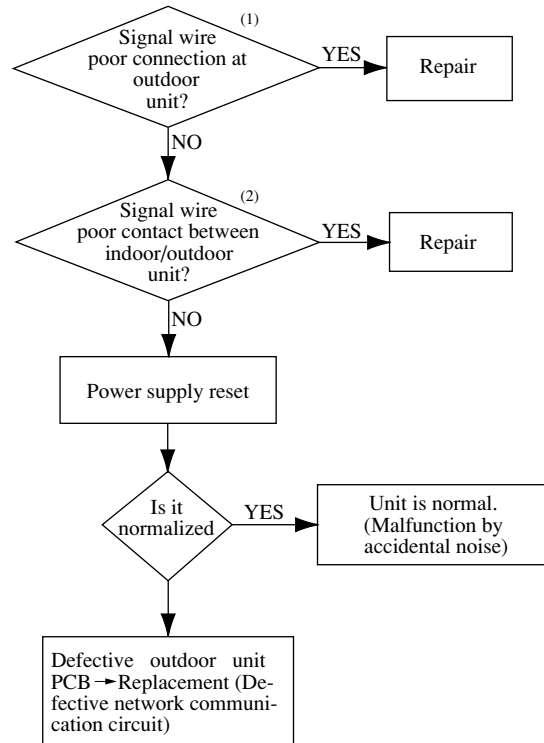 (1)
Signal wire
poor connection at
outdoor
unit?
YES
Repair
NO
(2)
Signal wire
poor contact between
indoor/outdoor
unit?
YES
Repair
NO
Power supply reset
Is it
normalized
YES
Unit is normal.
(Malfunction by
accidental noise)
Defective outdoor unit
PCB → Replacement (De-
fective network communi-
cation circuit)